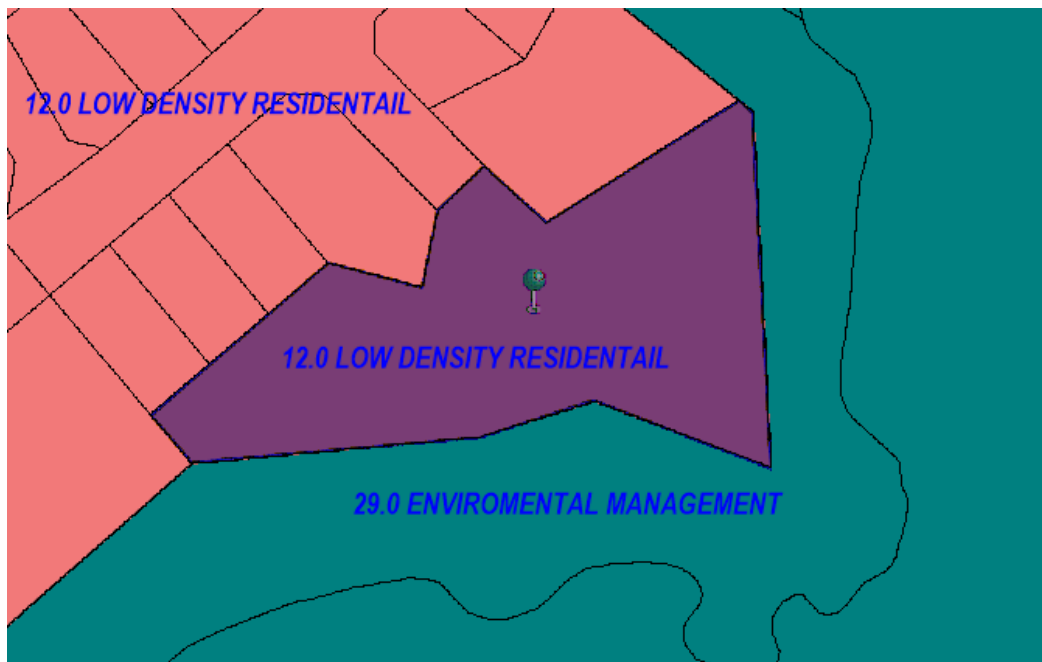 12.0 LOW DENSITY RESIDENTAIL
12.0 LOW DENSITY RESIDENTAIL
29.0 ENVIROMENTAL MANAGEMENT